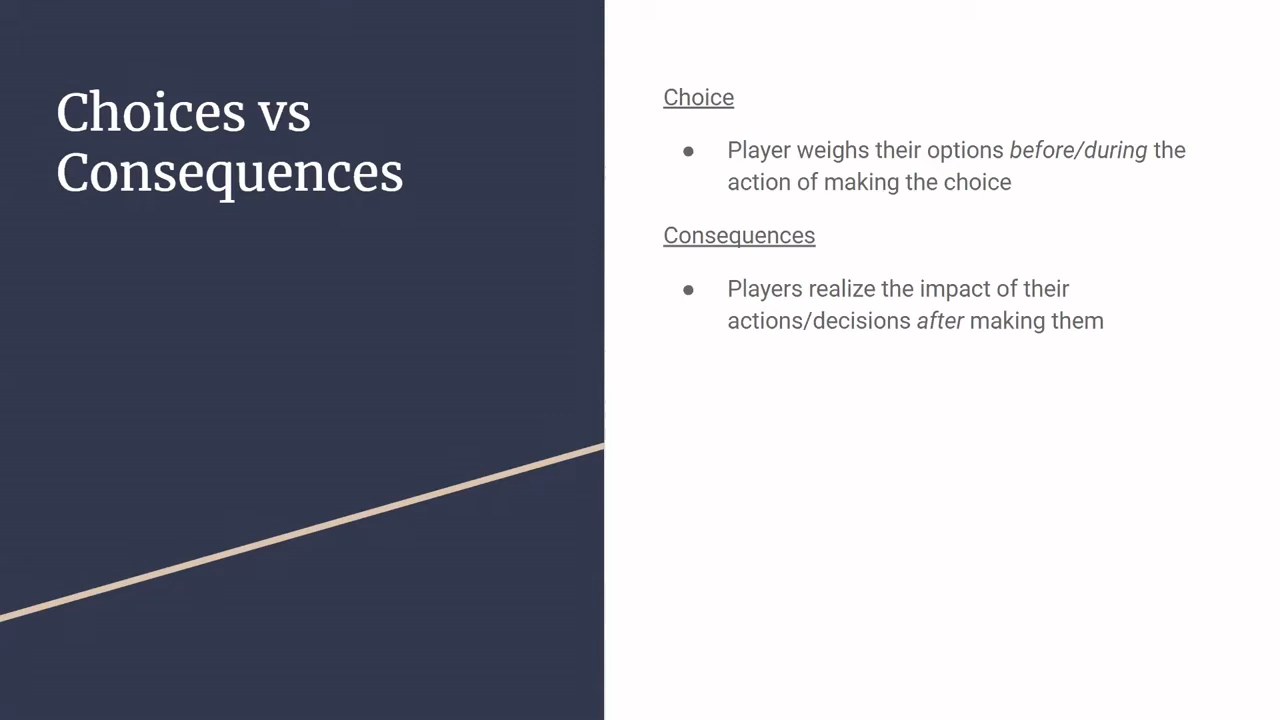 Choices vs
Consequences
Choice
● Player weighs their options before/during the
action of making the choice
Consequences
● Players realize the impact of their
actions/decisions after making them